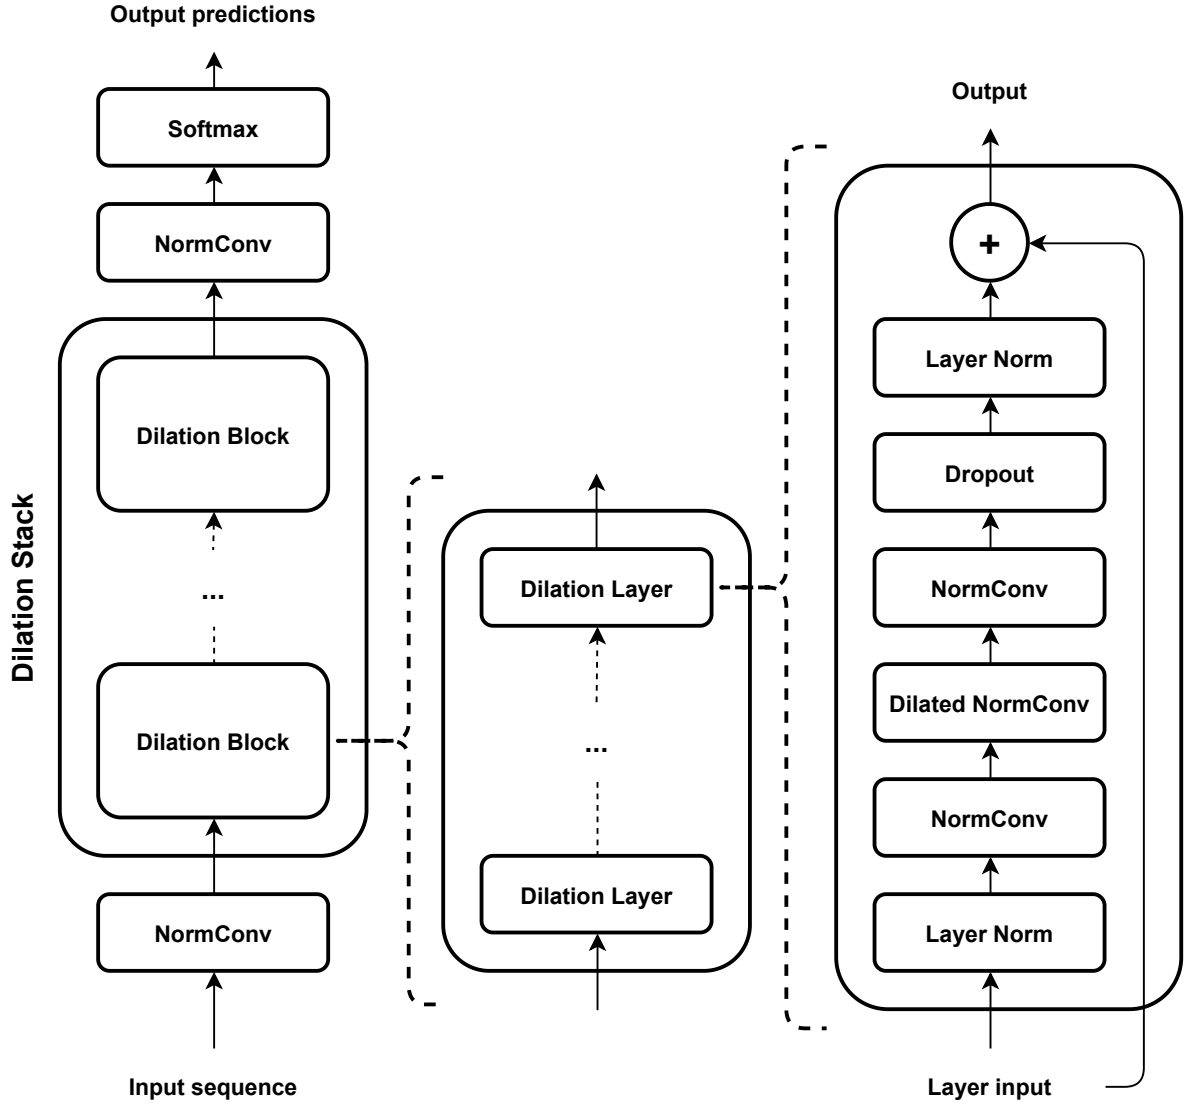 Output predictions
Softmax
NormConv
Dilation Block
...
Dilation Block
NormConv
Input sequence
Dilation Stack
Dilation Layer
...
Dilation Layer
Output
+
Layer Norm
Dropout
NormConv
Dilated NormConv
NormConv
Layer Norm
Layer input